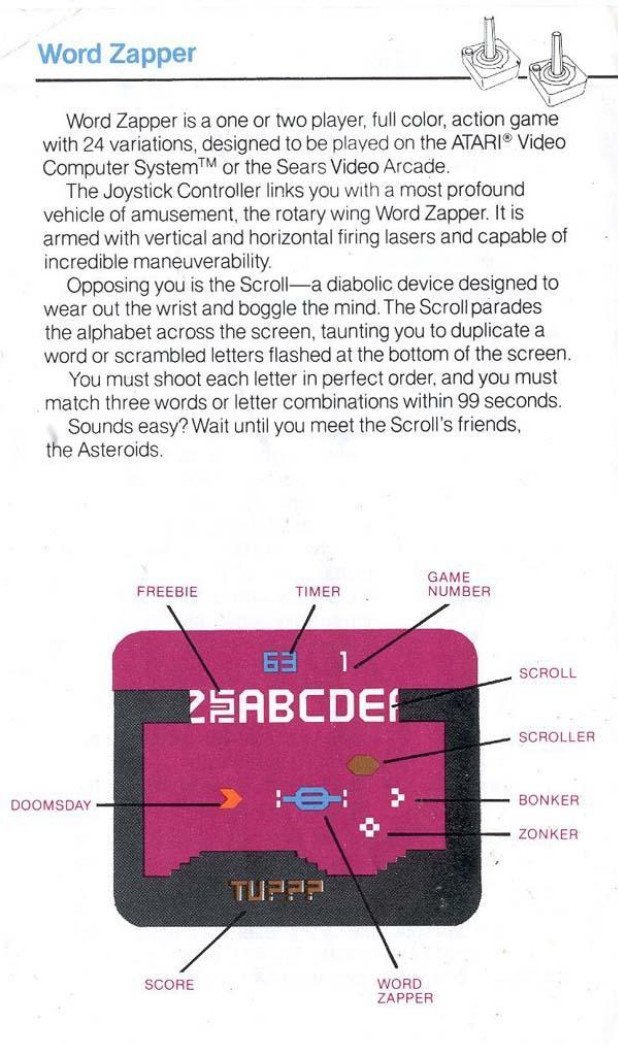 Word Zapper
Word Zapper is a one or two player, full color, action game
with 24 variations, designed to be played on the ATARI® Video
Computer System™ or the Sears Video Arcade.
The Joystick Controller links you with a most profound
vehicle of amusement, the rotary wing Word Zapper. It is
armed with vertical and horizontal firing lasers and capable of
incredible maneuverability.
Opposing you is the Scroll—a diabolic device designed to
wear out the wrist and boggle the mind. The Scroll parades
the alphabet across the screen, taunting you to duplicate a
word or scrambled letters flashed at the bottom of the screen.
You must shoot each letter in perfect order, and you must
match three words or letter combinations within 99 seconds.
Sounds easy? Wait until you meet the Scroll's friends,
the Asteroids.
FREEBIE
TIMER
GAME
NUMBER
63 1
ABCDE
SCROLL
SCROLLER
DOOMSDAY
BONKER
ZONKER
TU???
SCORE
WORD
ZAPPER